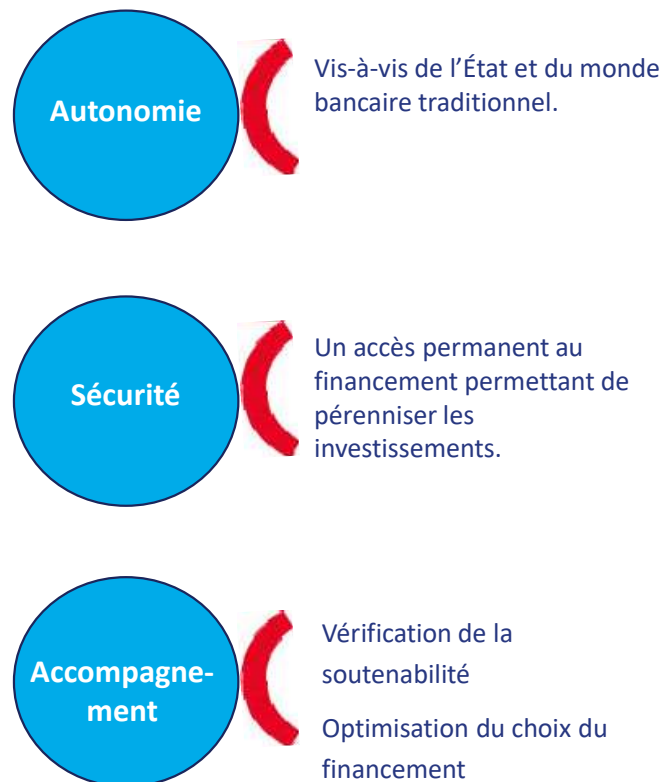 Autonomie
Vis-à-vis de l’État et du monde
bancaire traditionnel.
Sécurité
Un accès permanent au
financement permettant de
pérenniser les
investissements.
Accompagne-
ment
Vérification de la
soutenabilité
Optimisation du choix du
financement